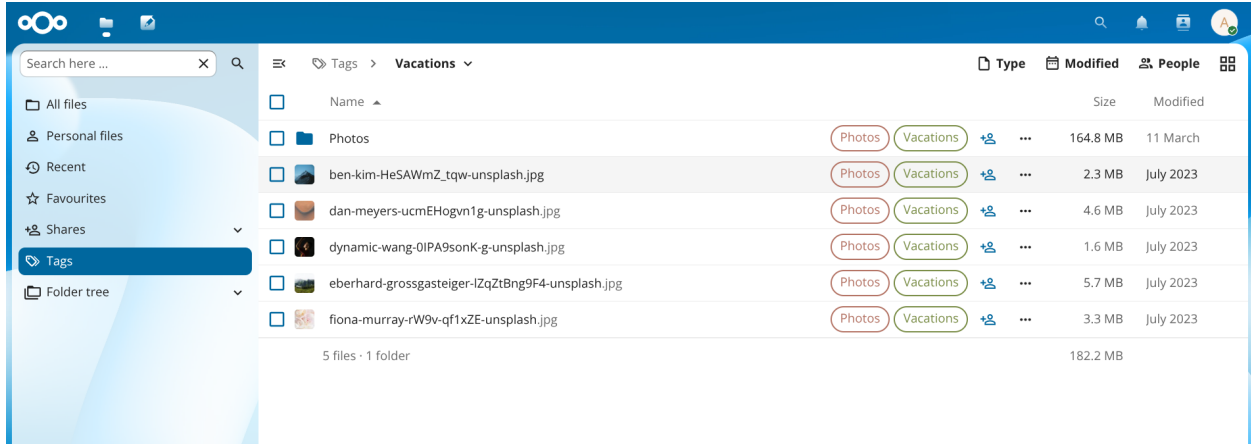 A
Search here ...
Tags > Vacations
Type Modified People
All files
Personal files
Recent
Favourites
Shares
Tags
Folder tree
Name Size Modified
Photos Photos Vacations 164.8 MB 11 March
ben-kim-HeSAWmZ_tqw-unsplash.jpg Photos Vacations 2.3 MB July 2023
dan-meyers-ucmEHogvn1g-unsplash.jpg Photos Vacations 4.6 MB July 2023
dynamic-wang-0IPA9sonK-g-unsplash.jpg Photos Vacations 1.6 MB July 2023
eberhard-grossgasteiger-lZqZtBng9F4-unsplash.jpg Photos Vacations 5.7 MB July 2023
fiona-murray-rW9v-qf1xZE-unsplash.jpg Photos Vacations 3.3 MB July 2023
5 files · 1 folder 182.2 MB